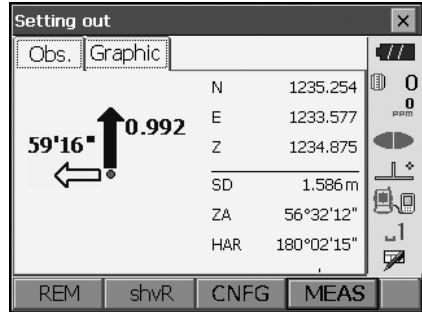 Setting out
Obs. Graphic
N 1235.254
E 1233.577
Z 1234.875
SD 1.586m
ZA 56°32'12"
HAR 180°02'15"
0.992
59'16"
0
0
ppm
1
REM shvR CNFG MEAS